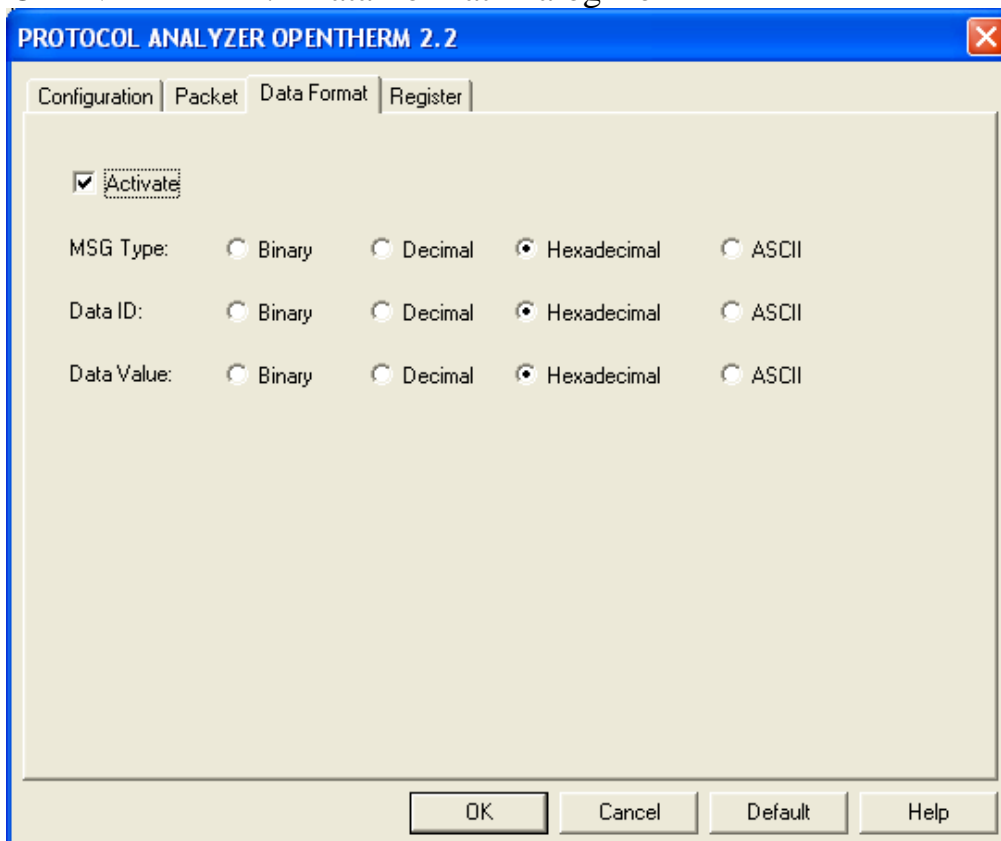 PROTOCOL ANALYZER OPENTHERM 2.2
Configuration Packet Data Format Register
Activate
MSG Type: Binary Decimal Hexadecimal ASCII
Data ID: Binary Decimal Hexadecimal ASCII
Data Value: Binary Decimal Hexadecimal ASCII
OK Cancel Default Help